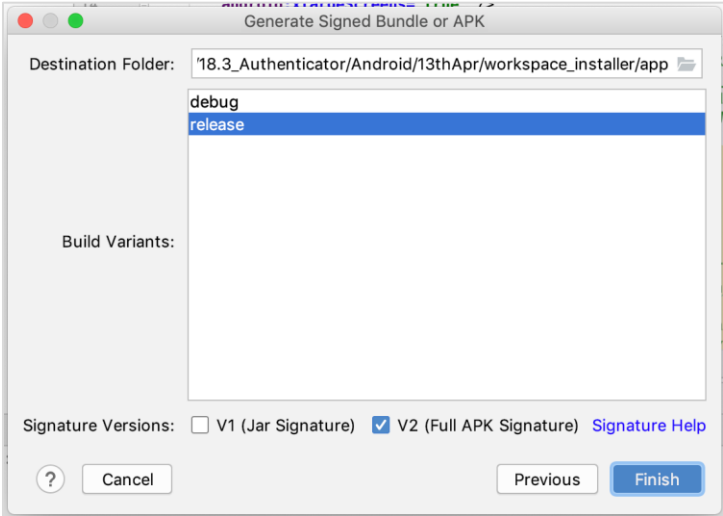 Generate Signed Bundle or APK
Destination Folder: '18.3_Authenticator/Android/13thApr/workspace_installer/app
debug
release
Build Variants:
Signature Versions: V1 (Jar Signature) V2 (Full APK Signature) Signature Help
? Cancel Previous Finish